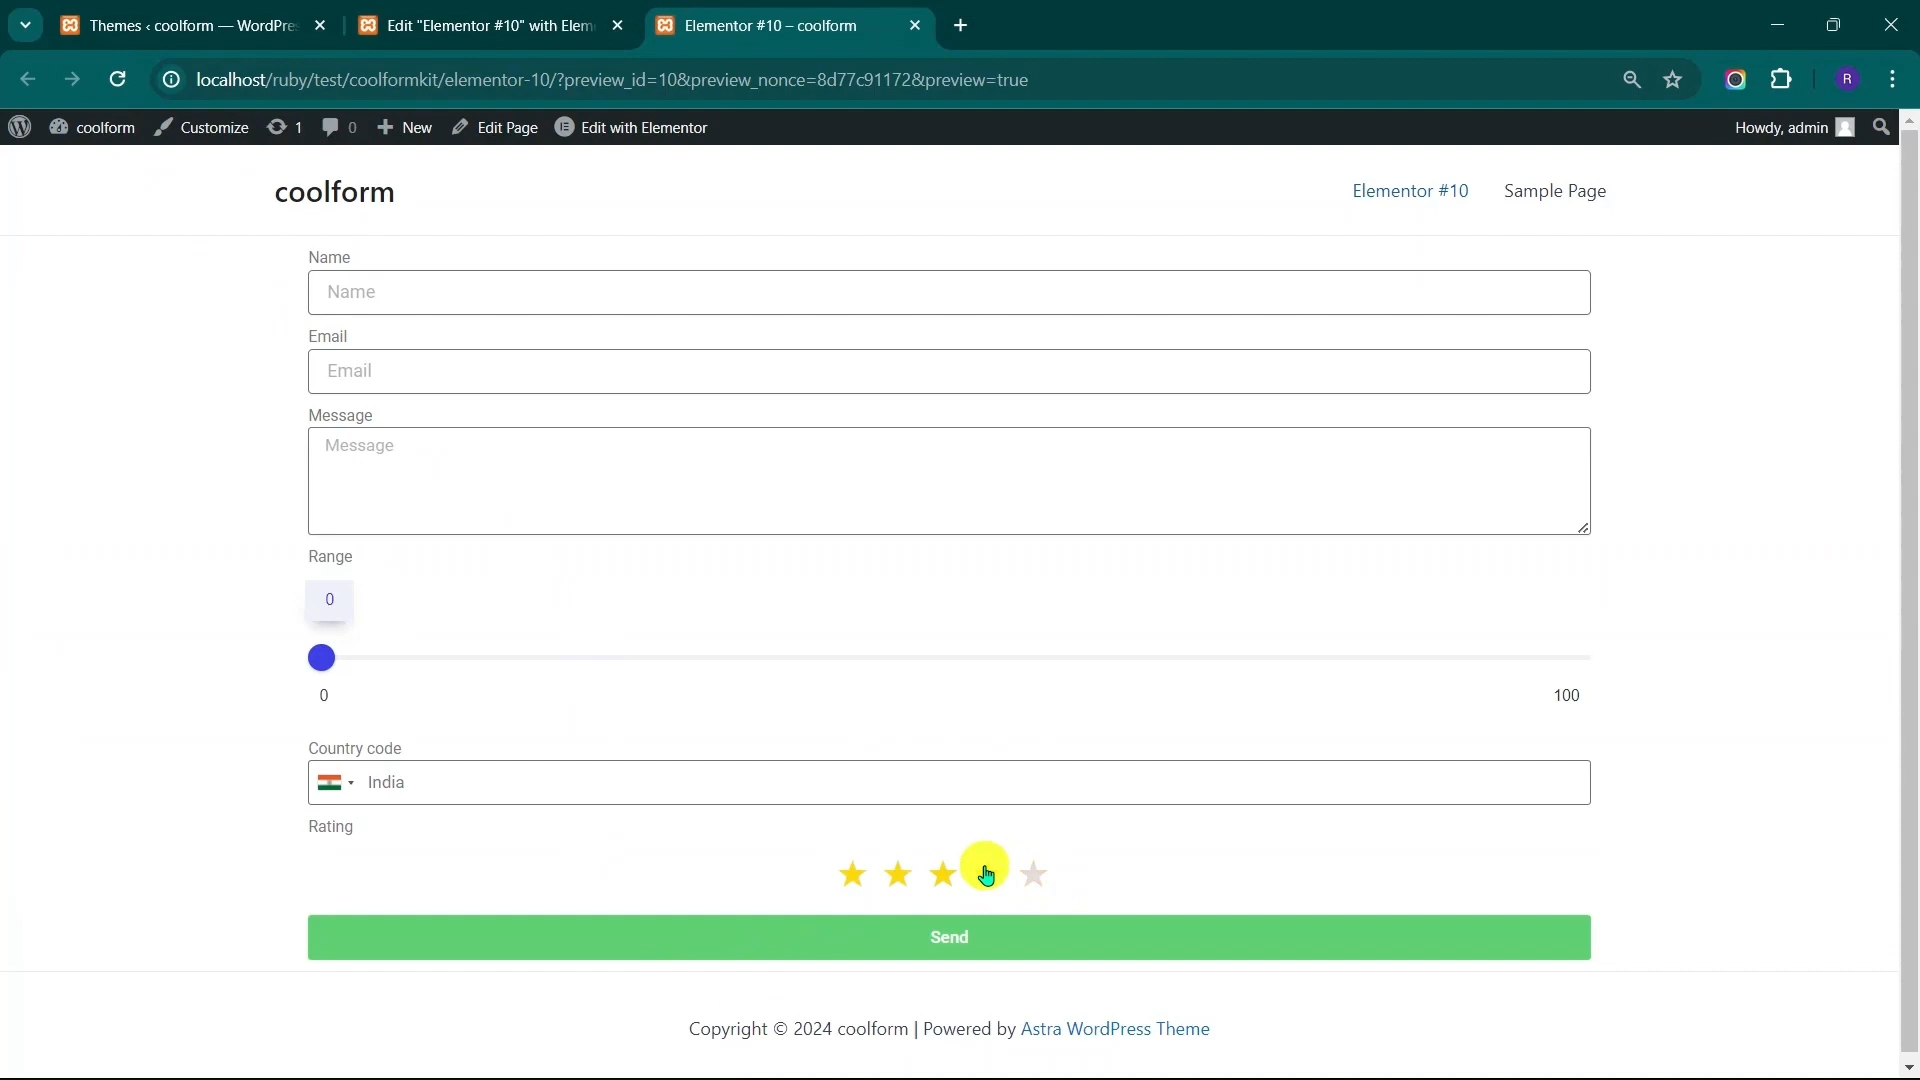 Themes ‹ coolform — WordPres
Edit "Elementor #10" with Elem
Elementor #10 – coolform
localhost/ruby/test/coolformkit/elementor-10/?preview_id=10&preview_nonce=8d77c91172&preview=true
R
coolform
Customize
1
0
New
Edit Page
Edit with Elementor
Howdy, admin
coolform
Elementor #10
Sample Page
Name
Name
Email
Email
Message
Message
Range
0
0
100
Country code
India
Rating
Send
Copyright © 2024 coolform | Powered by Astra WordPress Theme